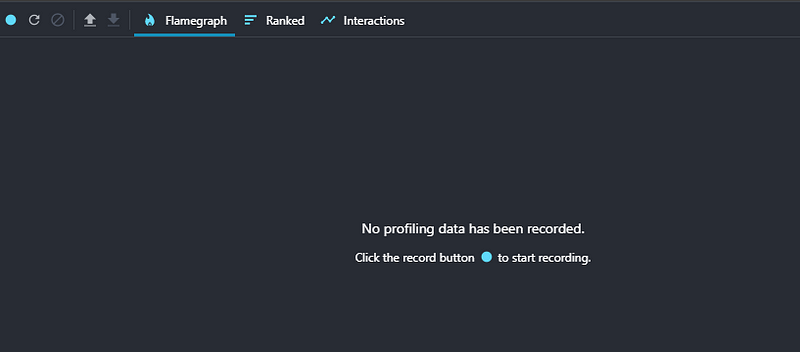 Flamegraph Ranked Interactions
No profiling data has been recorded.
Click the record button to start recording.